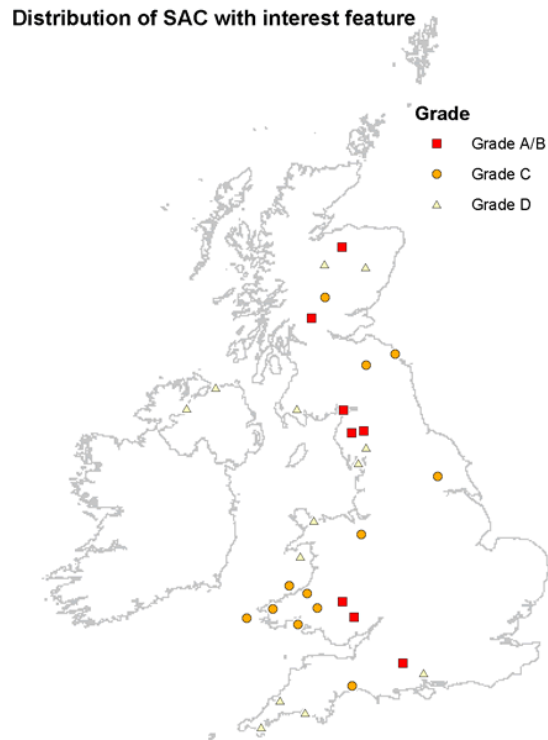 Distribution of SAC with interest feature
Grade
Grade A/B
Grade C
Grade D